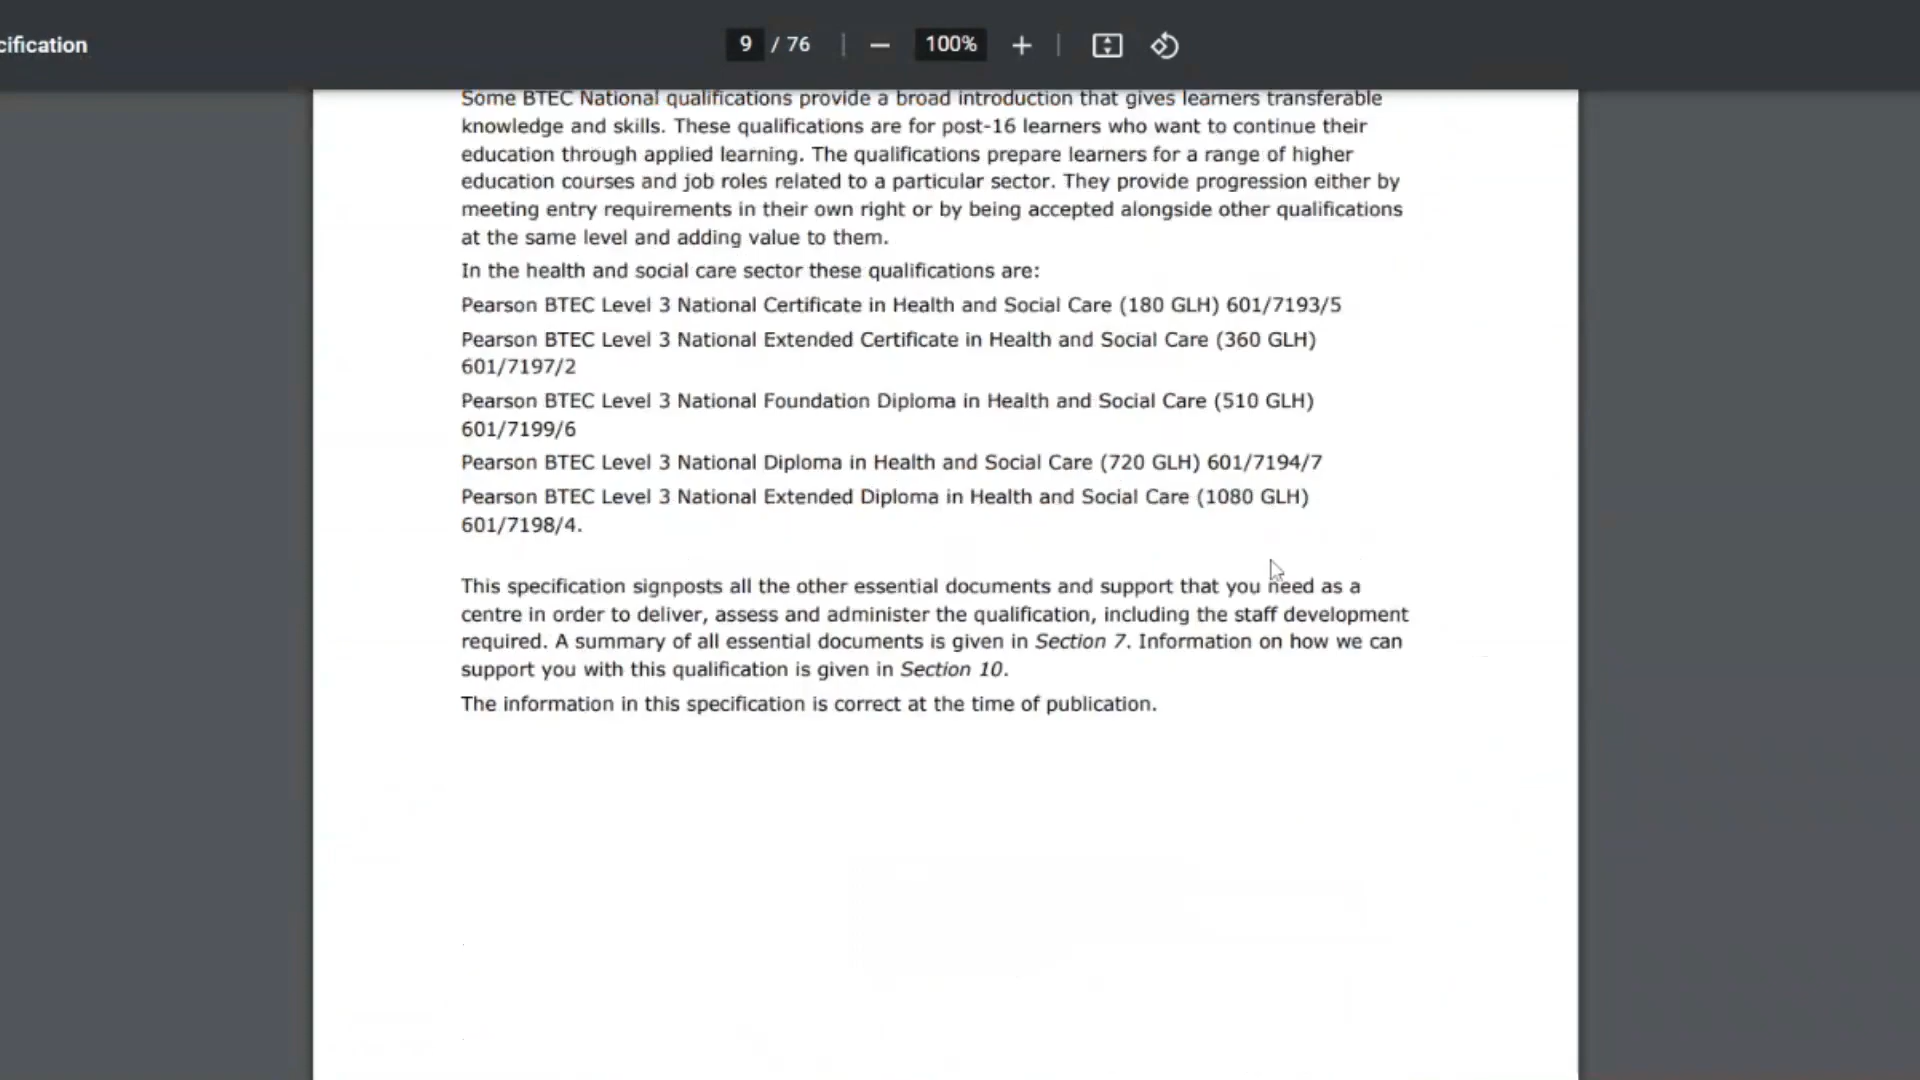 cification
9 / 76
100%
Some BTEC National qualifications provide a broad introduction that gives learners transferable
knowledge and skills. These qualifications are for post-16 learners who want to continue their
education through applied learning. The qualifications prepare learners for a range of higher
education courses and job roles related to a particular sector. They provide progression either by
meeting entry requirements in their own right or by being accepted alongside other qualifications
at the same level and adding value to them.
In the health and social care sector these qualifications are:
Pearson BTEC Level 3 National Certificate in Health and Social Care (180 GLH) 601/7193/5
Pearson BTEC Level 3 National Extended Certificate in Health and Social Care (360 GLH)
601/7197/2
Pearson BTEC Level 3 National Foundation Diploma in Health and Social Care (510 GLH)
601/7199/6
Pearson BTEC Level 3 National Diploma in Health and Social Care (720 GLH) 601/7194/7
Pearson BTEC Level 3 National Extended Diploma in Health and Social Care (1080 GLH)
601/7198/4.
This specification signposts all the other essential documents and support that you need as a
centre in order to deliver, assess and administer the qualification, including the staff development
required. A summary of all essential documents is given in Section 7. Information on how we can
support you with this qualification is given in Section 10.
The information in this specification is correct at the time of publication.